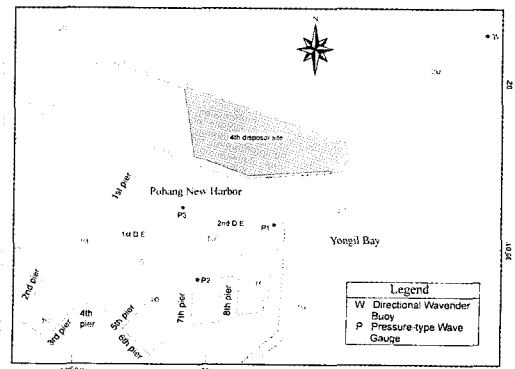 N
W
4th disposal site
1st pier
Pohang New Harbor
P3
1st D.E
2nd D.E
P1
Yongil Bay
P2
2nd pier
3rd pier
4th
pier
5th pier
6th pier
7th pier
8th pier
Legend
W Directional Wavender
Buoy
P Pressure-type Wave
Gauge